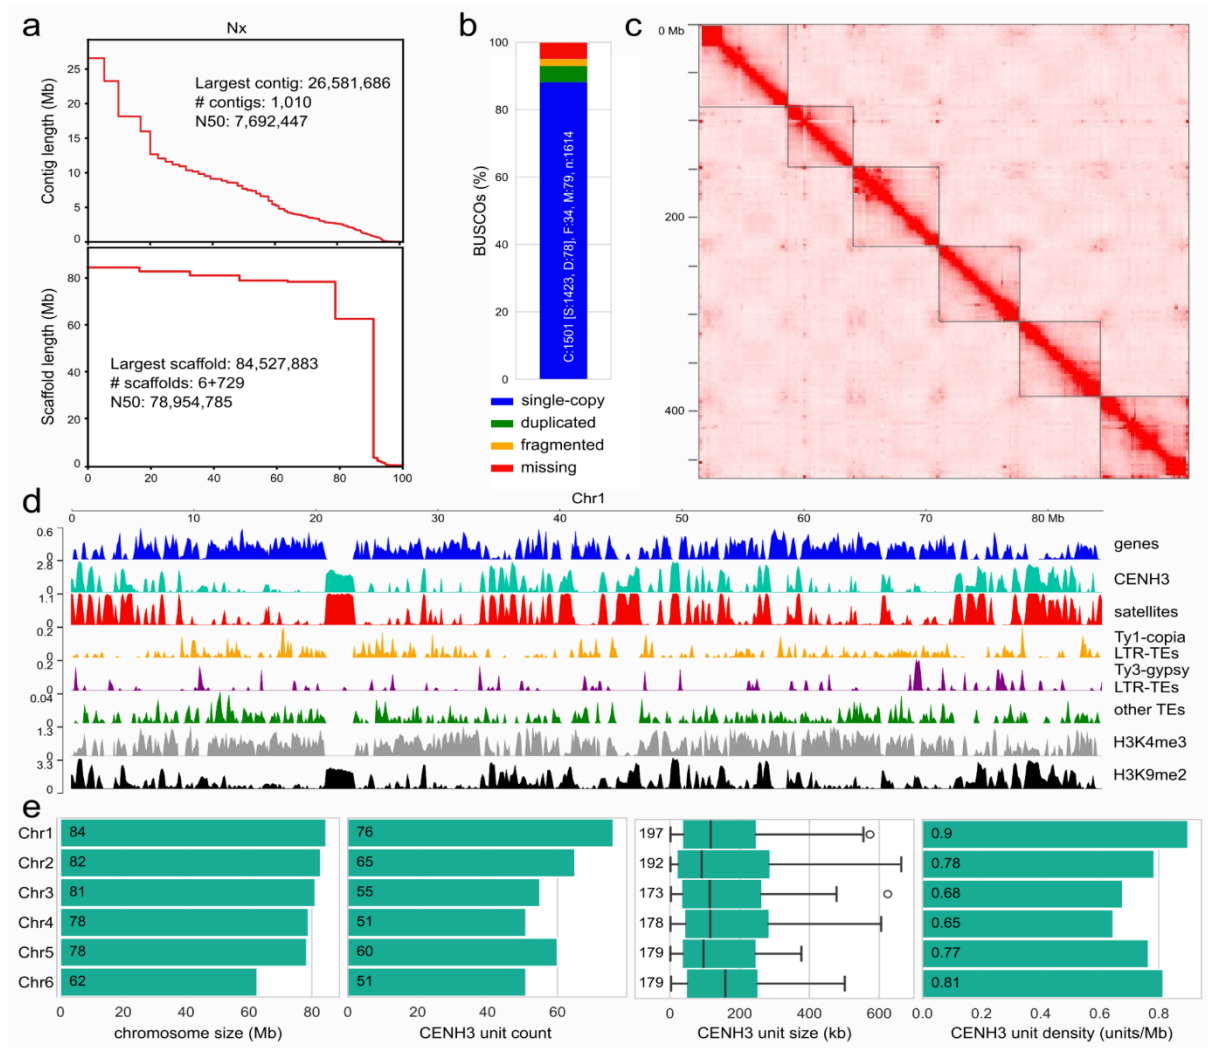 a
Nx
Contig length (Mb)
25
20
15
10
5
0
Largest contig: 26,581,686
# contigs: 1,010
N50: 7,692,447
Scaffold length (Mb)
80
60
40
20
0
Largest scaffold: 84,527,883
# scaffolds: 6+729
N50: 78,954,785
0 20 40 60 80 100
b
BUSCOs (%)
100
80
60
40
20
0
C:1501 [S:1423, D:78], F:34, M:79, n:1614
single-copy
duplicated
fragmented
missing
c
0 Mb
200
400
d
Chr1
0 10 20 30 40 50 60 70 80 Mb
0.6
0
genes
2.8
0
CENH3
1.1
0
satellites
0.2
0
Ty1-copia
LTR-TEs
0.2
0
Ty3-gypsy
LTR-TEs
0.04
0
other TEs
1.3
0
H3K4me3
3.3
0
H3K9me2
e
Chr1 84 76 197 0.9
Chr2 82 65 192 0.78
Chr3 81 55 173 0.68
Chr4 78 51 178 0.65
Chr5 78 60 179 0.77
Chr6 62 51 179 0.81
0 20 40 60 80
chromosome size (Mb)
0 20 40 60
CENH3 unit count
0 200 400 600
CENH3 unit size (kb)
0.0 0.2 0.4 0.6 0.8
CENH3 unit density (units/Mb)